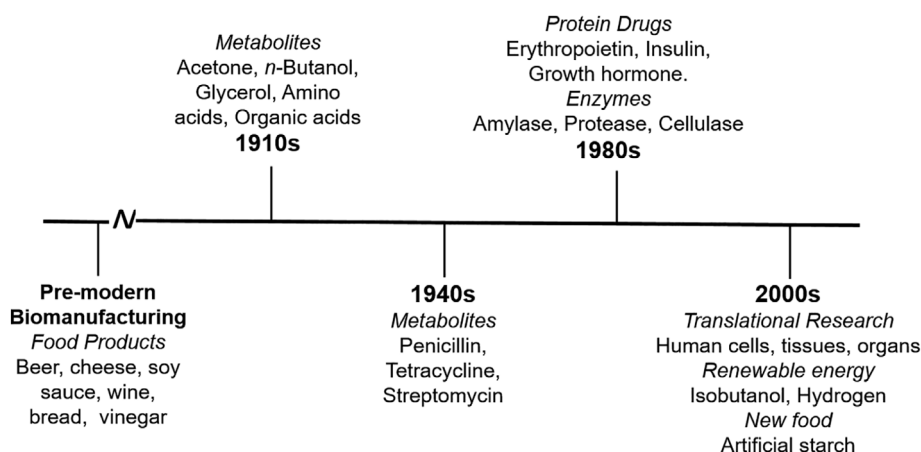 Metabolites
Acetone, n-Butanol,
Glycerol, Amino
acids, Organic acids
1910s
Protein Drugs
Erythropoietin, Insulin,
Growth hormone.
Enzymes
Amylase, Protease, Cellulase
1980s
Pre-modern
Biomanufacturing
Food Products
Beer, cheese, soy
sauce, wine,
bread, vinegar
1940s
Metabolites
Penicillin,
Tetracycline,
Streptomycin
2000s
Translational Research
Human cells, tissues, organs
Renewable energy
Isobutanol, Hydrogen
New food
Artificial starch